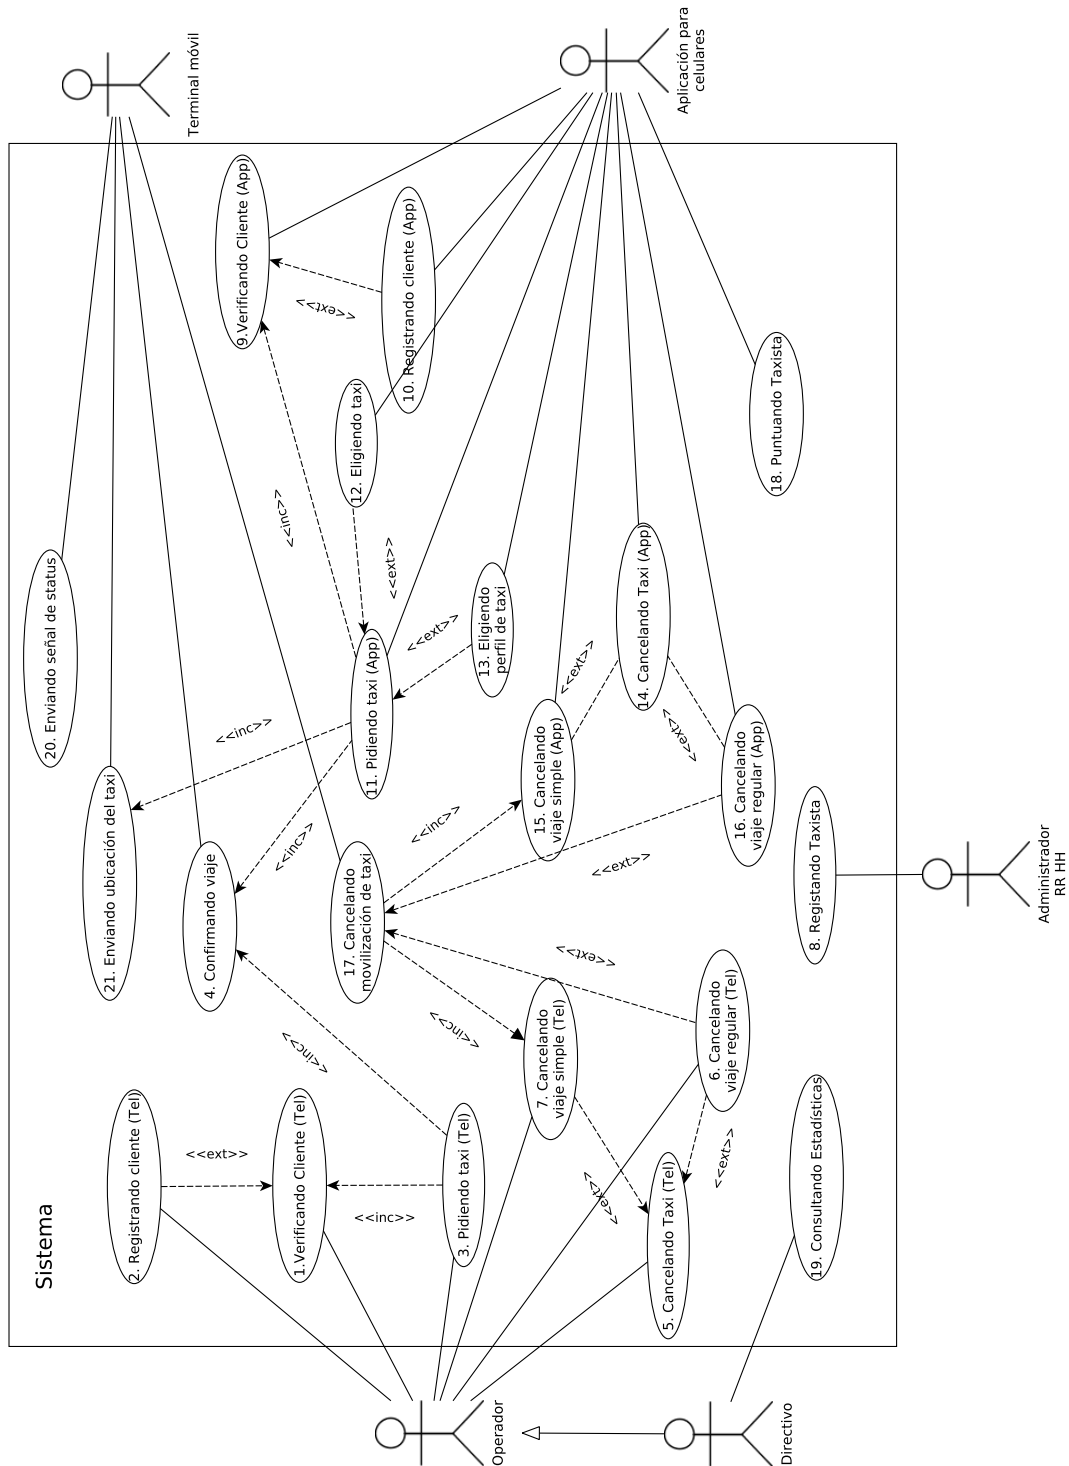 Sistema
2. Registrando cliente (Tel)
<<ext>>
1.Verificando Cliente (Tel)
<<inc>>
3. Pidiendo taxi (Tel)
<<inc>>
7. Cancelando
viaje simple (Tel)
<<inc>>
<<ext>>
5. Cancelando Taxi (Tel)
<<ext>>
6. Cancelando
viaje regular (Tel)
<<ext>>
19. Consultando Estadísticas
8. Registando Taxista
21. Enviando ubicación del taxi
4. Confirmando viaje
17. Cancelando
movilización de taxi
<<inc>>
<<inc>>
<<inc>>
<<ext>>
20. Enviando señal de status
11. Pidiendo taxi (App)
15. Cancelando
viaje simple (App)
16. Cancelando
viaje regular (App)
<<ext>>
<<ext>>
14. Cancelando Taxi (App)
13. Eligiendo
perfil de taxi
<<ext>>
<<ext>>
<<inc>>
12. Eligiendo taxi
18. Puntuando Taxista
10. Registrando cliente (App)
<<ext>>
9.Verificando Cliente (App)
Operador
Directivo
Administrador
RR HH
Terminal móvil
Aplicación para
celulares